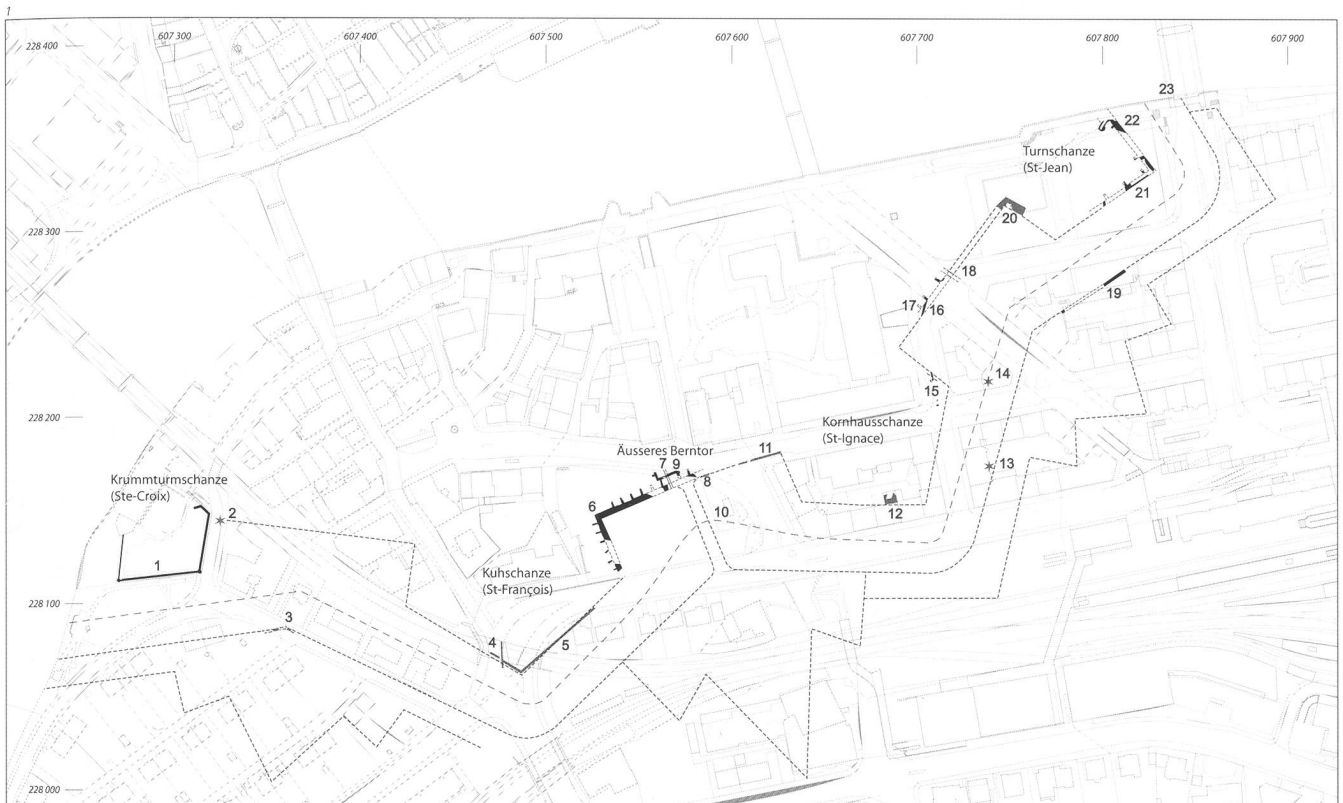 1
607 300 607 400 607 500 607 600 607 700 607 800 607 900
228 400
23
22
Turnschanze
(St-Jean)
21
20
228 300
18
19
17 16
14
15
228 200
Kornhausschanze
(St-Ignace)
Äusseres Berntor
11
7 9
8
13
Krummturmschanze
(Ste-Croix)
2
6
10
12
1
Kuhschanze
(St-François)
228 100
3
4
5
228 000